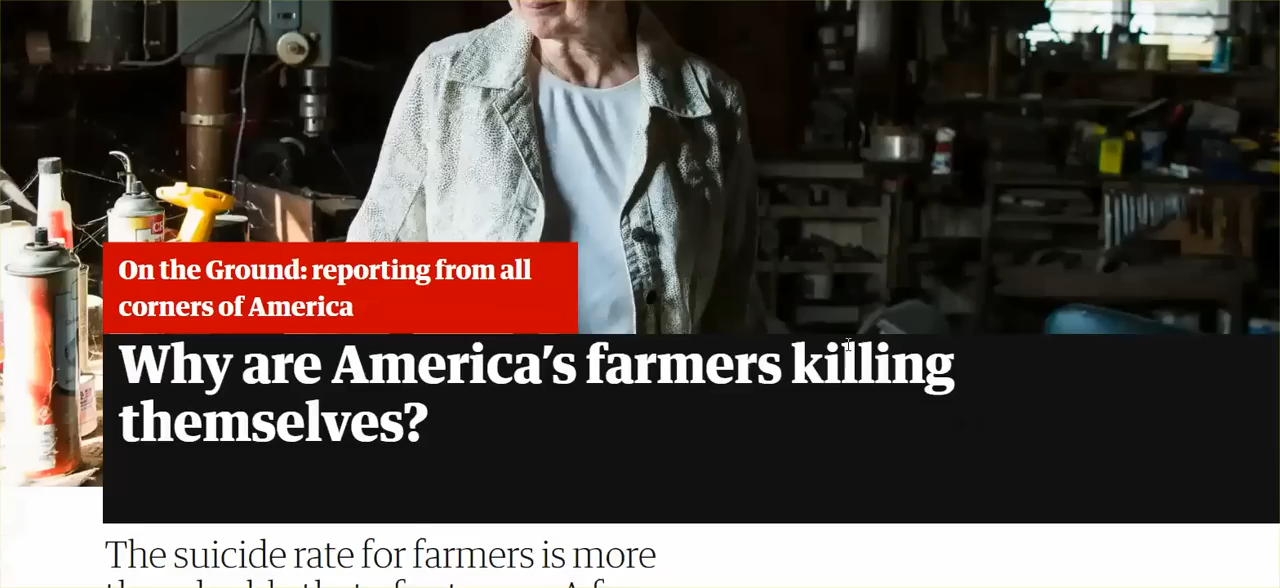 On the Ground: reporting from all
corners of America
Why are America's farmers killing
themselves?
The suicide rate for farmers is more